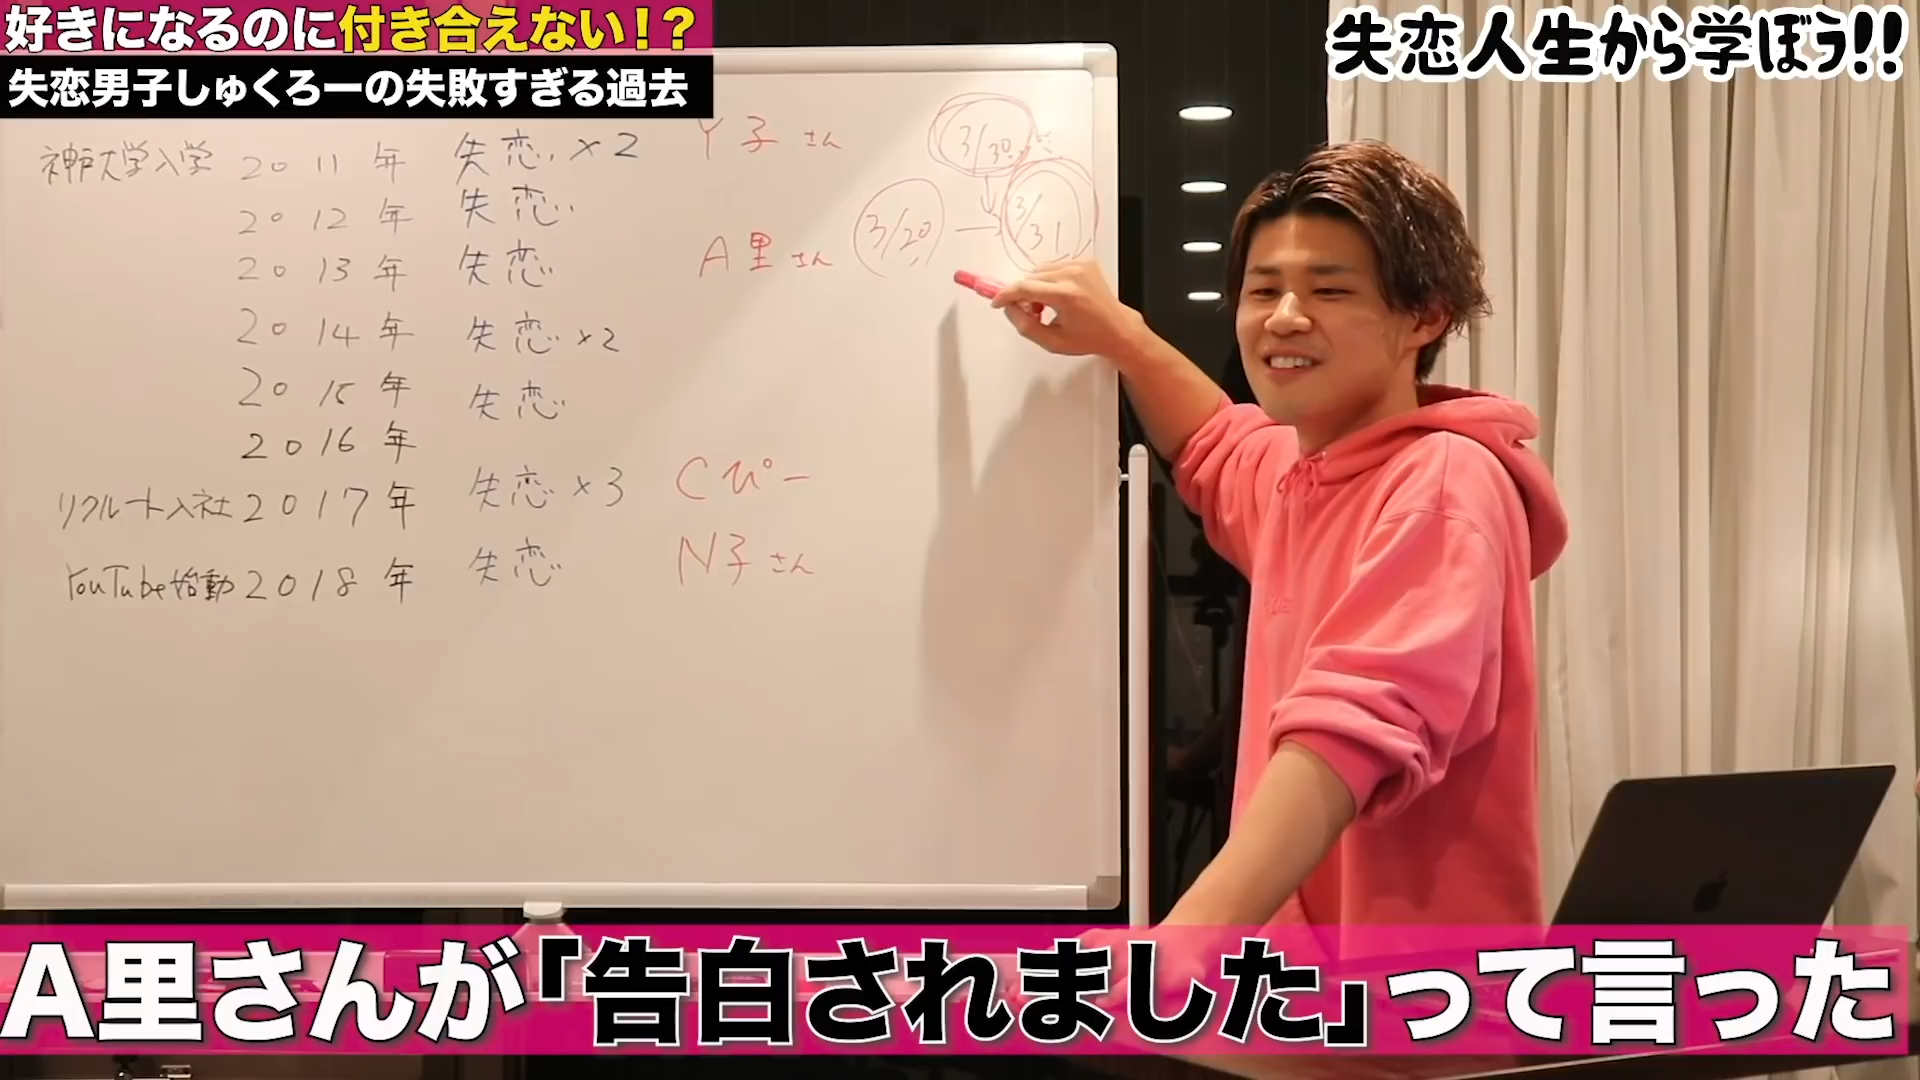 好きになるのに付き合えない！？
失恋男子しゅくろーの失敗すぎる過去
失恋人生から学ぼう!!
神戸大学入学 2011年 失恋×2 Y子さん
3/30
2012年 失恋
3/20 → 3/31
2013年 失恋 A里さん
2014年 失恋×2
2015年 失恋
2016年
リクルート入社 2017年 失恋×3 Cぴー
YouTube始動 2018年 失恋 N子さん
A里さんが「告白されました」って言った